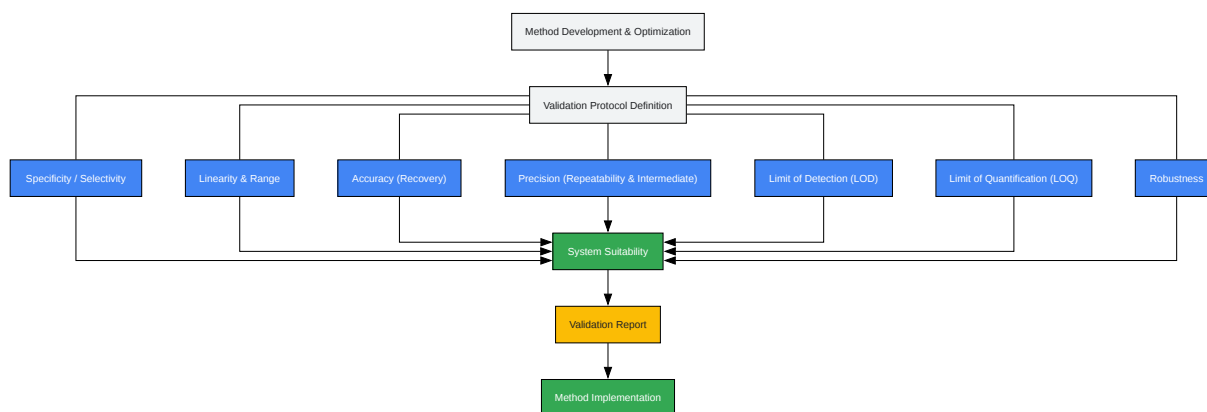 Method Development & Optimization
Validation Protocol Definition
Specificity / Selectivity
Linearity & Range
Accuracy (Recovery)
Precision (Repeatability & Intermediate)
Limit of Detection (LOD)
Limit of Quantification (LOQ)
Robustness
System Suitability
Validation Report
Method Implementation